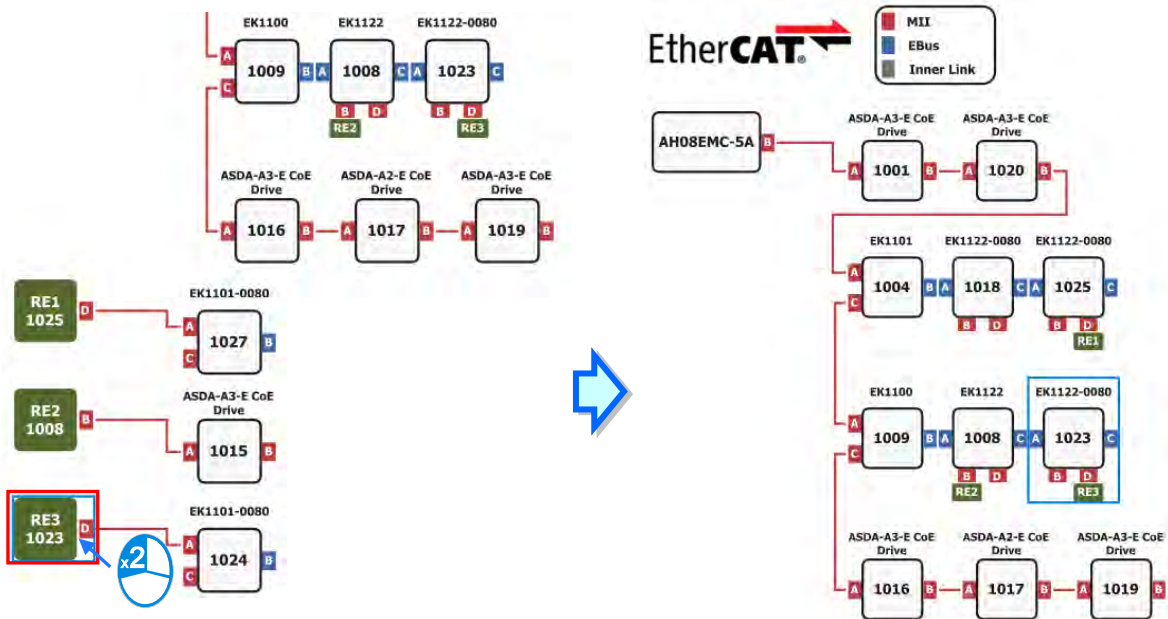 EK1100 EK1122 EK1122-0080
A 1009 B A 1008 C A 1023 C
C
B D B D
RE2 RE3
ASDA-A3-E CoE ASDA-A2-E CoE ASDA-A3-E CoE
Drive Drive Drive
A 1016 B A 1017 B A 1019 B
EK1101-0080
RE1
1025
D A
C
1027 B
ASDA-A3-E CoE
Drive
RE2
1008
B
A 1015 B
EK1101-0080
RE3
1023
D A
C
1024 B
x2
EtherCAT®
MII
EBus
Inner Link
ASDA-A3-E CoE ASDA-A3-E CoE
Drive Drive
AH08EMC-5A B
A 1001 B A 1020 B
EK1101 EK1122-0080 EK1122-0080
A
C
1004 B A 1018 C A 1025 C
B D B D
RE1
EK1100 EK1122 EK1122-0080
A
C
1009 B A 1008 C A 1023 C
B D B D
RE2 RE3
ASDA-A3-E CoE ASDA-A2-E CoE ASDA-A3-E CoE
Drive Drive Drive
A 1016 B A 1017 B A 1019 B